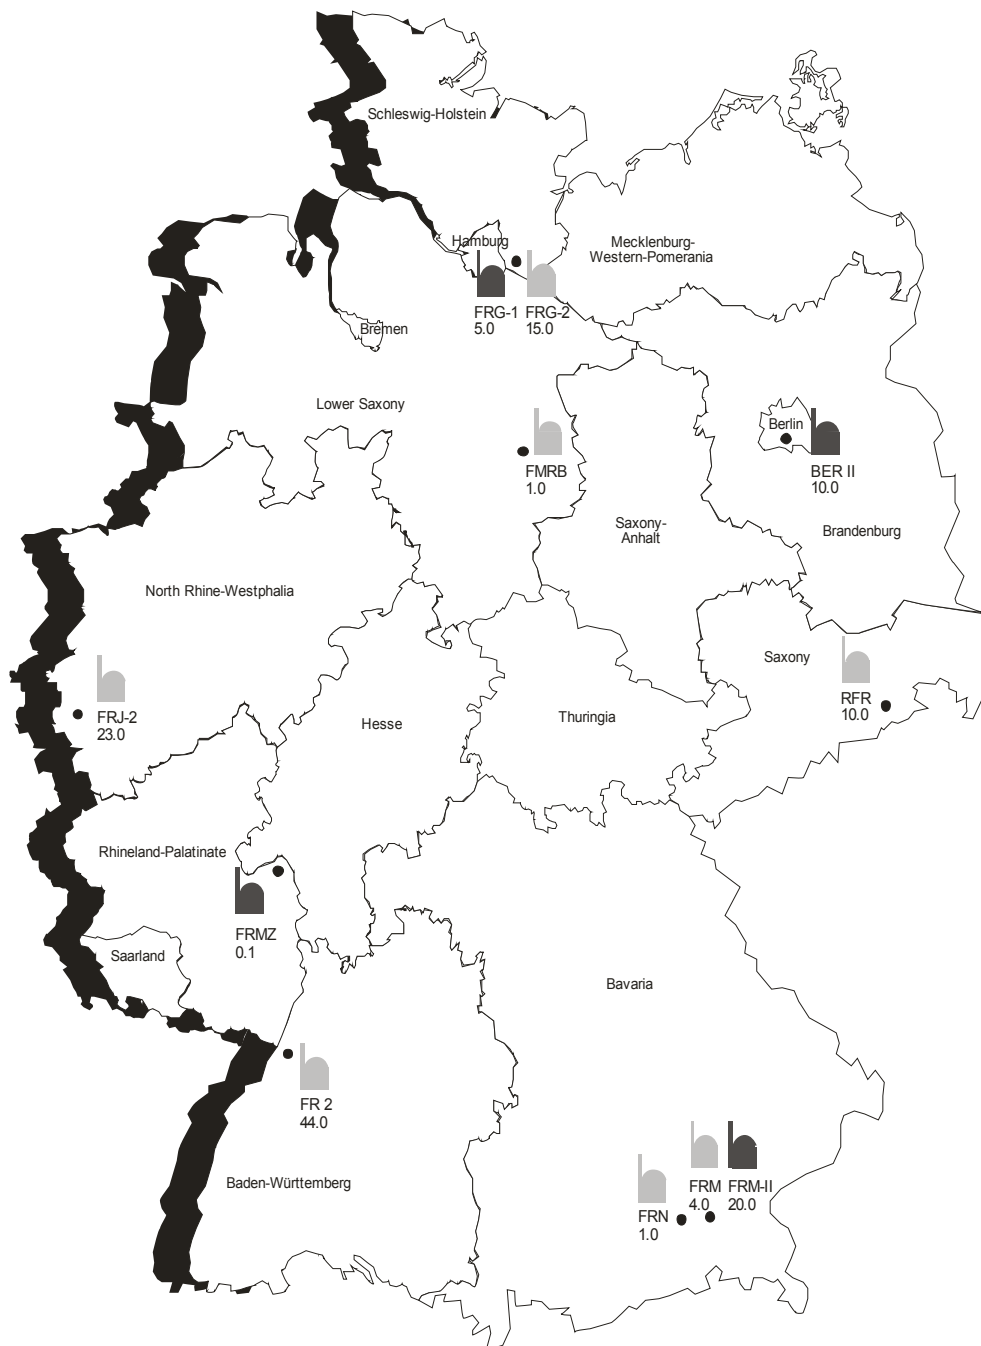 Schleswig-Holstein
Hamburg
Mecklenburg-
Western-Pomerania
FRG-1
5.0
FRG-2
15.0
Bremen
Lower Saxony
Berlin
FMRB
1.0
BER II
10.0
Saxony-
Anhalt
Brandenburg
North Rhine-Westphalia
Saxony
FRJ-2
23.0
Hesse
Thuringia
RFR
10.0
Rhineland-Palatinate
FRMZ
0.1
Saarland
Bavaria
FR 2
44.0
Baden-Württemberg
FRM
4.0
FRM-II
20.0
FRN
1.0